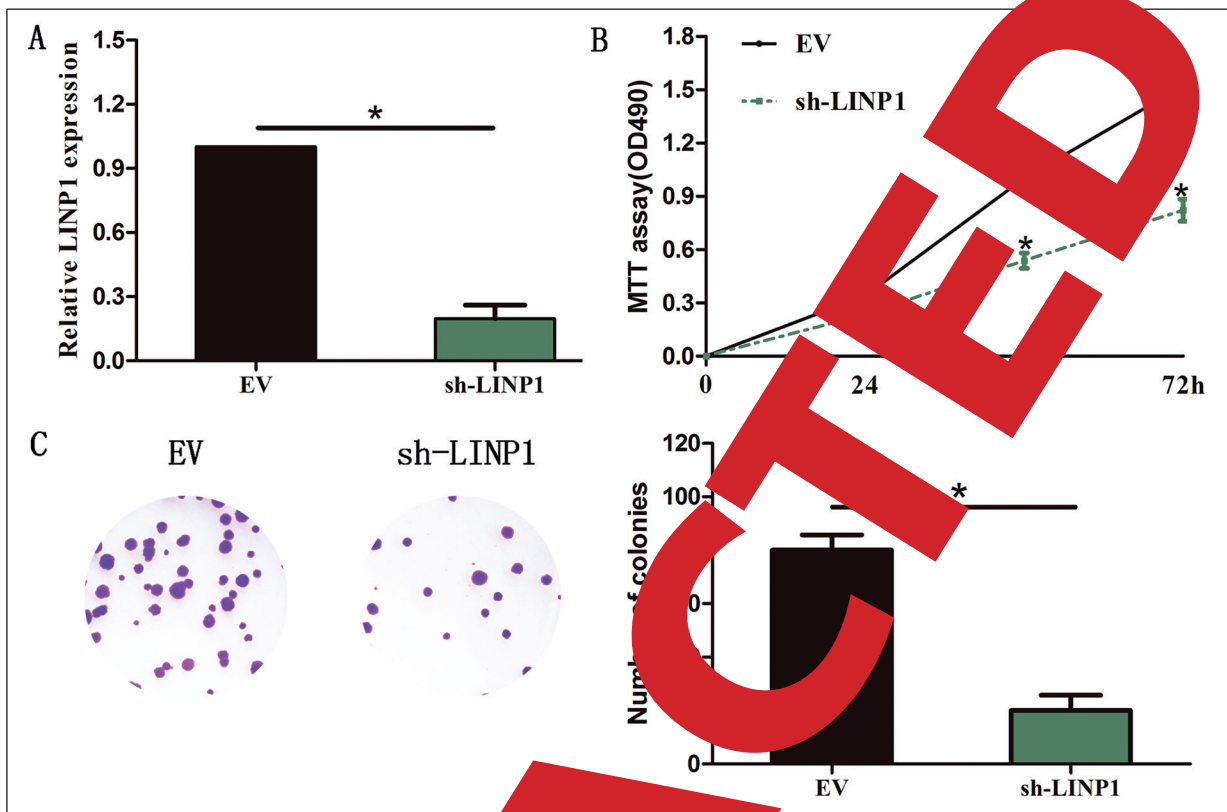 A
Relative LINP1 expression
1.5
1.2
0.9
0.6
0.3
0.0
*
EV
sh-LINP1
B
MTT assay(OD490)
1.8
1.5
1.2
0.9
0.6
0.3
0.0
EV
sh-LINP1
*
*
0
24
72h
C
EV
sh-LINP1
of colonies
120
100
0
*
EV
sh-LINP1
CTED